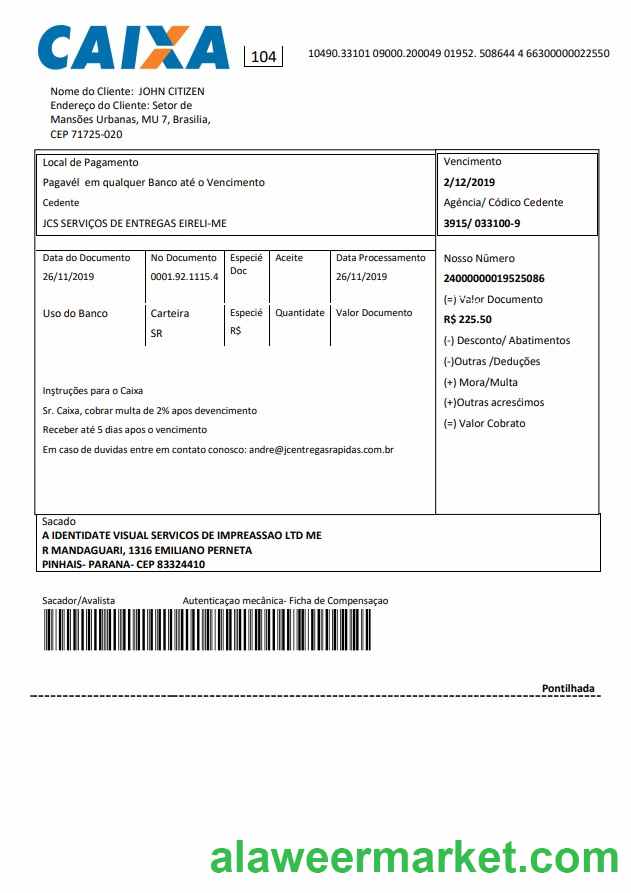 CAIXA
104
10490.33101 09000.200049 01952. 508644 4 66300000022550
Nome do Cliente: JOHN CITIZEN
Endereço do Cliente: Setor de
Mansões Urbanas, MU 7, Brasilia,
CEP 71725-020
Local de Pagamento
Pagavél em qualquer Banco até o Vencimento
Cedente
JCS SERVIÇOS DE ENTREGAS EIRELI-ME
Vencimento
2/12/2019
Agência/ Códico Cedente
3915/ 033100-9
Data do Documento
26/11/2019
No Documento
0001.92.1115.4
Especié
Doc
Aceite
Data Processamento
26/11/2019
Uso do Banco
Carteira
SR
Especié
R$
Quantidate
Valor Documento
Nosso Número
24000000019525086
(=) Valor Documento
R$ 225.50
(-) Desconto/ Abatimentos
(-)Outras /Deduções
(+) Mora/Multa
(+)Outras acrescimos
(=) Valor Cobrato
Instruções para o Caixa
Sr. Caixa, cobrar multa de 2% apos devencimento
Receber até 5 dias apos o vencimento
Em caso de duvidas entre em contato conosco: andre@jcentregasrapidas.com.br
Sacado
A IDENTIDATE VISUAL SERVICOS DE IMPREASSAO LTD ME
R MANDAGUARI, 1316 EMILIANO PERNETA
PINHAIS- PARANA- CEP 83324410
Sacador/Avalista
Autenticaçao mecânica- Ficha de Compensaçao
Pontilhada
alaweermarket.com